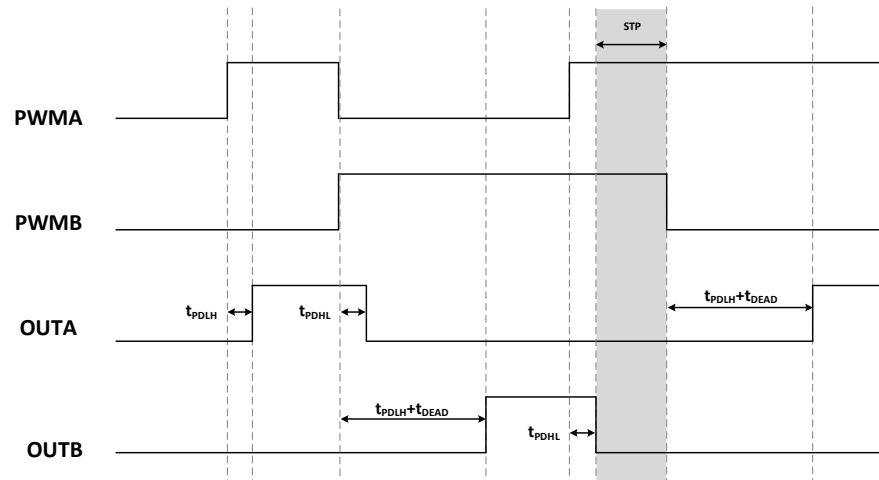 STP
PWMA
PWMB
tPDLH+tDEAD
tPDLH
tPDHL
OUTA
tPDLH+tDEAD
tPDHL
OUTB